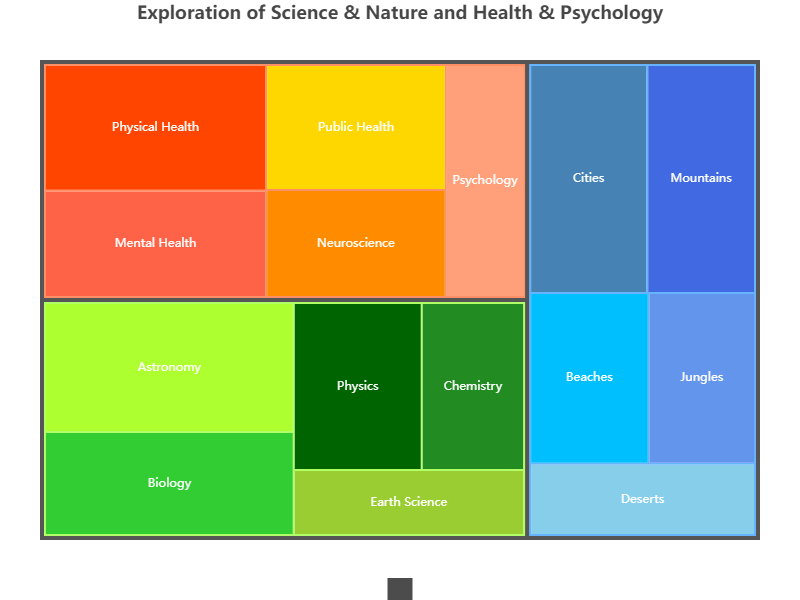 Exploration of Science & Nature and Health & Psychology
Physical Health
Public Health
Psychology
Mental Health
Neuroscience
Cities
Mountains
Beaches
Jungles
Deserts
Astronomy
Physics
Chemistry
Biology
Earth Science